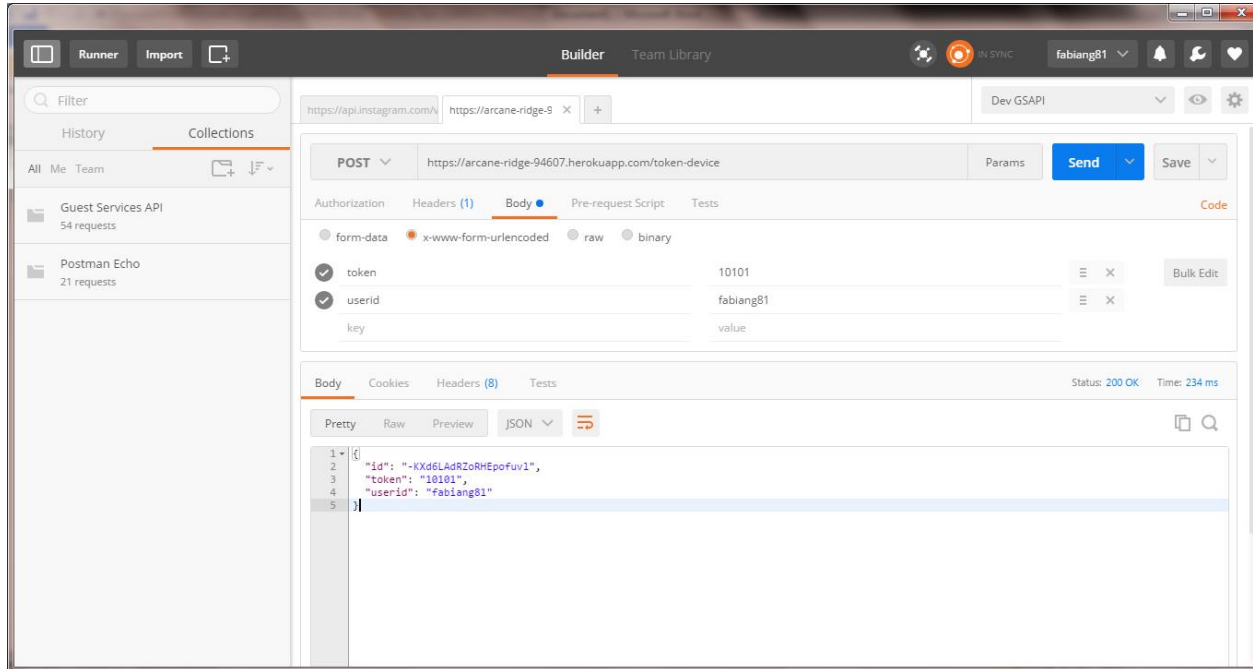 Runner Import Builder Team Library IN SYNC fabiang81
Filter
History Collections
All Me Team
Guest Services API
54 requests
Postman Echo
21 requests
https://api.instagram.com/v https://arcane-ridge-9 Dev GSAPI
POST https://arcane-ridge-94607.herokuapp.com/token-device Params Send Save
Authorization Headers (1) Body Pre-request Script Tests Code
form-data x-www-form-urlencoded raw binary
token 10101 Bulk Edit
userid fabiang81
key value
Body Cookies Headers (8) Tests Status: 200 OK Time: 234 ms
Pretty Raw Preview JSON
1 {
2 "id": "-KXd6LAdRZoRHEpofuvl",
3 "token": "10101",
4 "userid": "fabiang81"
5 }